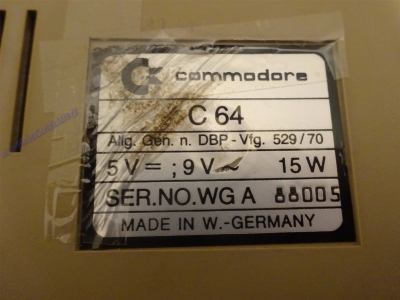 commodore
C 64
Allg. Gen. n. DBP-Vfg. 529/70
5 V ⎓ ; 9 V ~ 15 W
SER.NO.WG A 88005
MADE IN W.-GERMANY